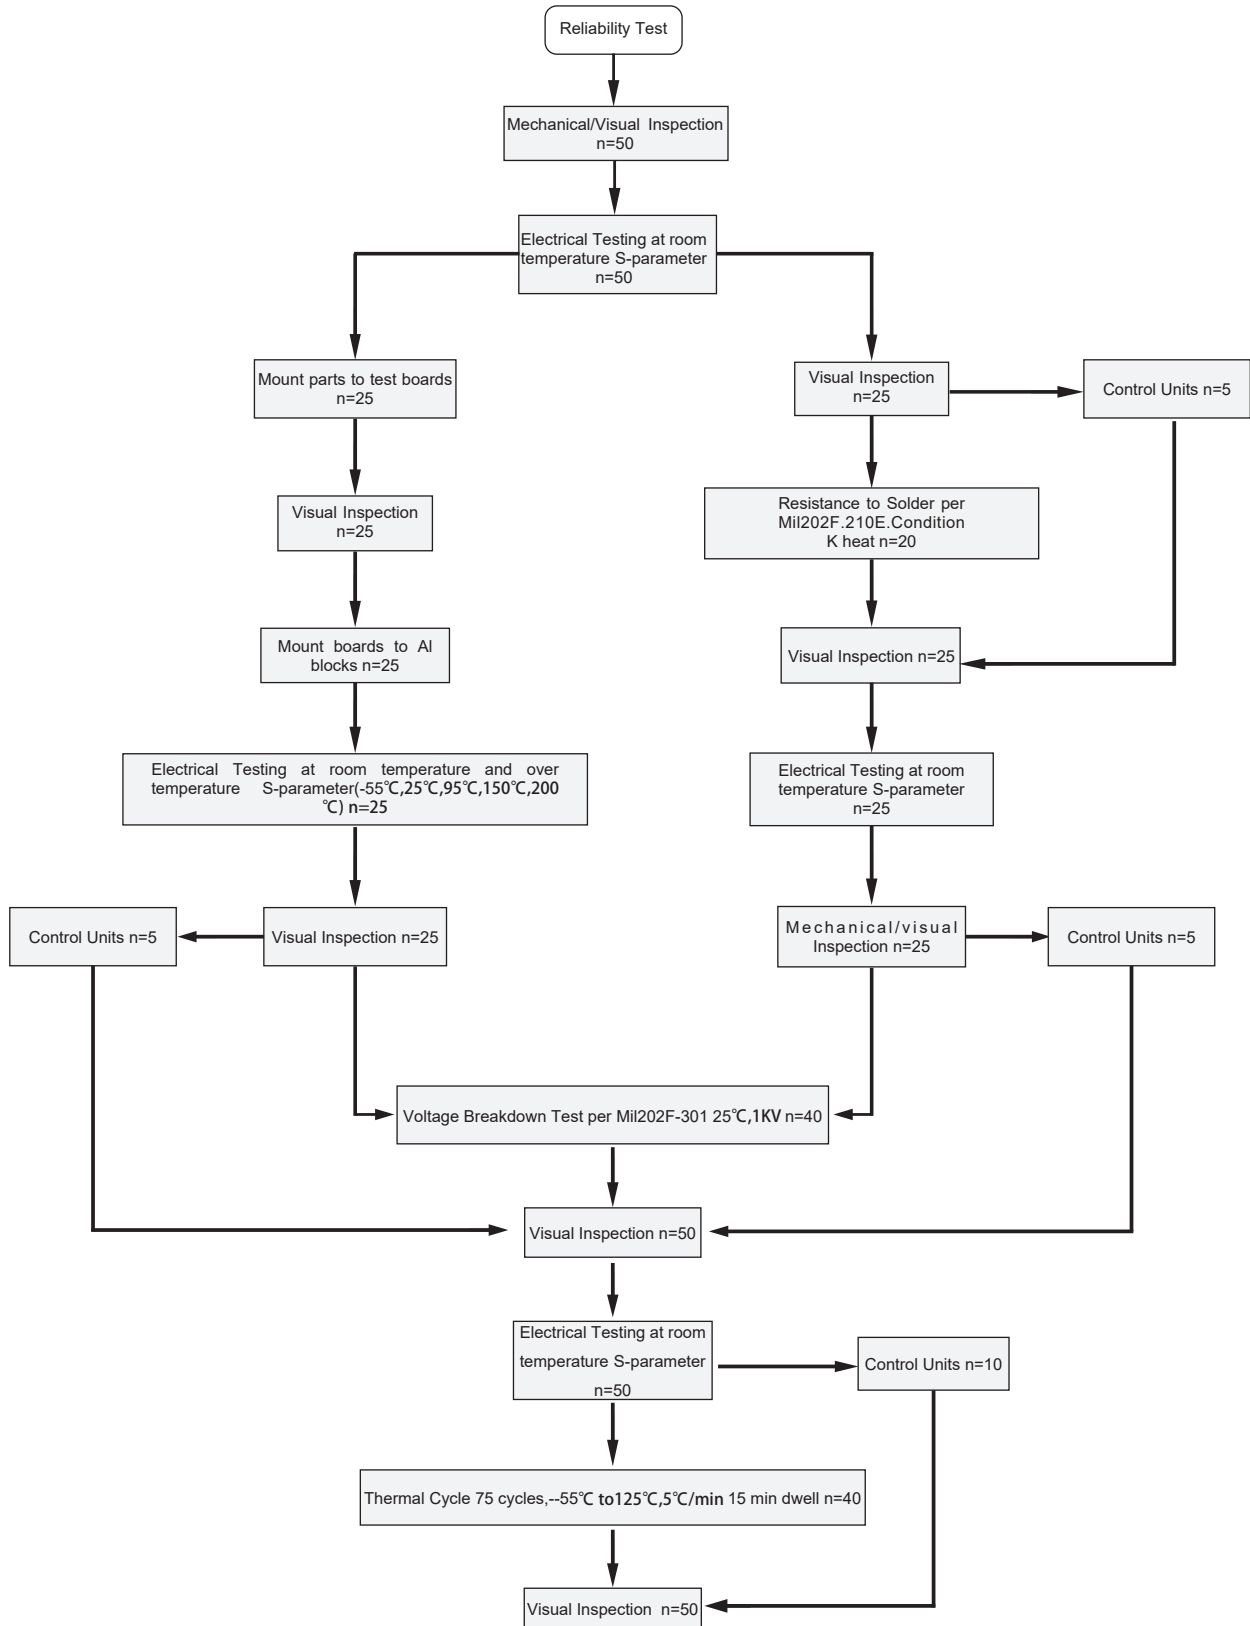 Reliability Test
Mechanical/Visual Inspection
n=50
Electrical Testing at room
temperature S-parameter
n=50
Mount parts to test boards
n=25
Visual Inspection
n=25
Control Units n=5
Visual Inspection
n=25
Resistance to Solder per
Mil202F.210E.Condition
K heat n=20
Mount boards to Al
blocks n=25
Visual Inspection n=25
Electrical Testing at room temperature and over
temperature S-parameter(-55℃,25℃,95℃,150℃,200
℃) n=25
Electrical Testing at room
temperature S-parameter
n=25
Control Units n=5
Visual Inspection n=25
Mechanical/visual
Inspection n=25
Control Units n=5
Voltage Breakdown Test per Mil202F-301 25℃,1KV n=40
Visual Inspection n=50
Electrical Testing at room
temperature S-parameter
n=50
Control Units n=10
Thermal Cycle 75 cycles,--55℃ to125℃,5℃/min 15 min dwell n=40
Visual Inspection n=50